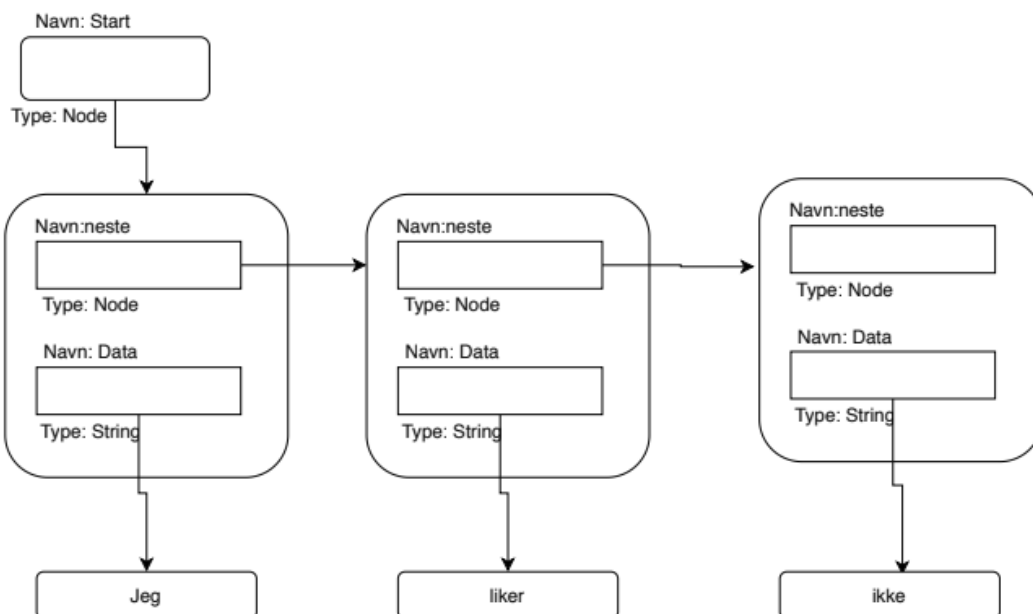 Navn: Start
Type: Node
Navn:neste
Type: Node
Navn: Data
Type: String
Jeg
Navn:neste
Type: Node
Navn: Data
Type: String
liker
Navn:neste
Type: Node
Navn: Data
Type: String
ikke